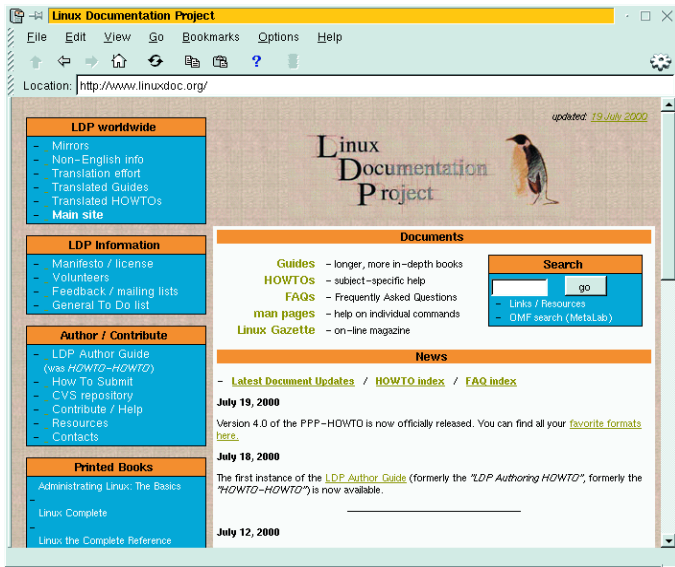 Linux Documentation Project
File Edit View Go Bookmarks Options Help
?
Location: http://www.linuxdoc.org/
updated: 19 July 2000
Linux
Documentation
Project
LDP worldwide
– Mirrors
– Non–English info
– Translation effort
– Translated Guides
– Translated HOWTOs
– Main site
LDP Information
– Manifesto / license
– Volunteers
– Feedback / mailing lists
– General To Do list
Author / Contribute
– LDP Author Guide
(was HOWTO–HOWTO)
– How To Submit
– CVS repository
– Contribute / Help
– Resources
– Contacts
Printed Books
Administrating Linux: The Basics
–
Linux Complete
–
Linux the Complete Reference
Documents
Guides – longer, more in–depth books
HOWTOs – subject–specific help
FAQs – Frequently Asked Questions
man pages – help on individual commands
Linux Gazette – on–line magazine
Search
go
– Links / Resources
– OMF search (MetaLab)
News
– Latest Document Updates / HOWTO index / FAQ index
July 19, 2000
Version 4.0 of the PPP–HOWTO is now officially released. You can find all your favorite formats
here.
July 18, 2000
The first instance of the LDP Author Guide (formerly the "LDP Authoring HOWTO", formerly the
"HOWTO–HOWTO") is now available.
July 12, 2000